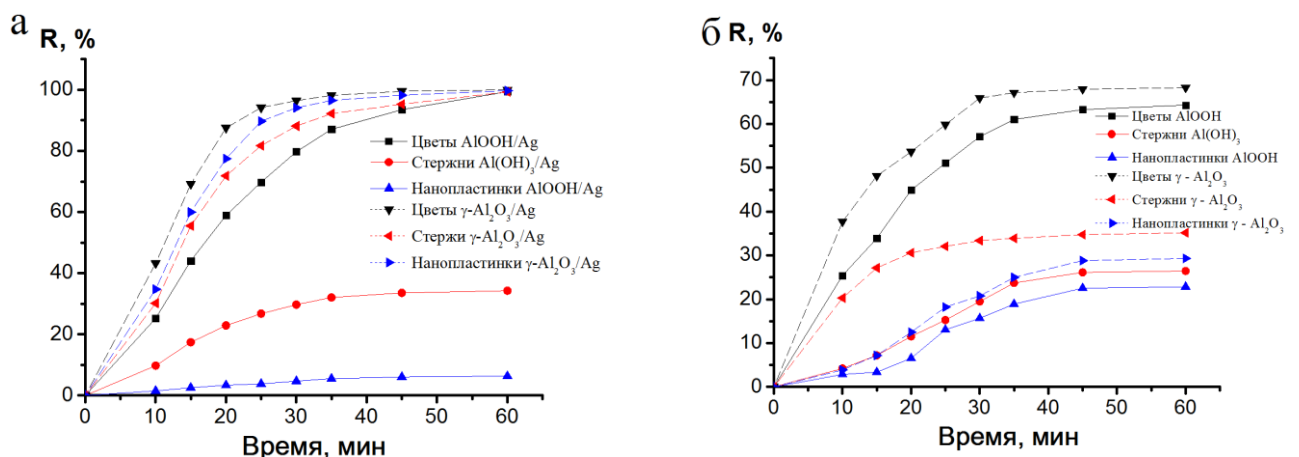 а
R, %
100
80
60
40
20
0
Цветы AlOOH/Ag
Стержни Al(OH)₃/Ag
Нанопластинки AlOOH/Ag
Цветы γ-Al₂O₃/Ag
Стержи γ-Al₂O₃/Ag
Нанопластинки γ-Al₂O₃/Ag
0 10 20 30 40 50 60
Время, мин
б
R, %
70
60
50
40
30
20
10
0
Цветы AlOOH
Стержни Al(OH)₃
Нанопластинки AlOOH
Цветы γ - Al₂O₃
Стержни γ - Al₂O₃
Нанопластинки γ - Al₂O₃
0 10 20 30 40 50 60
Время, мин